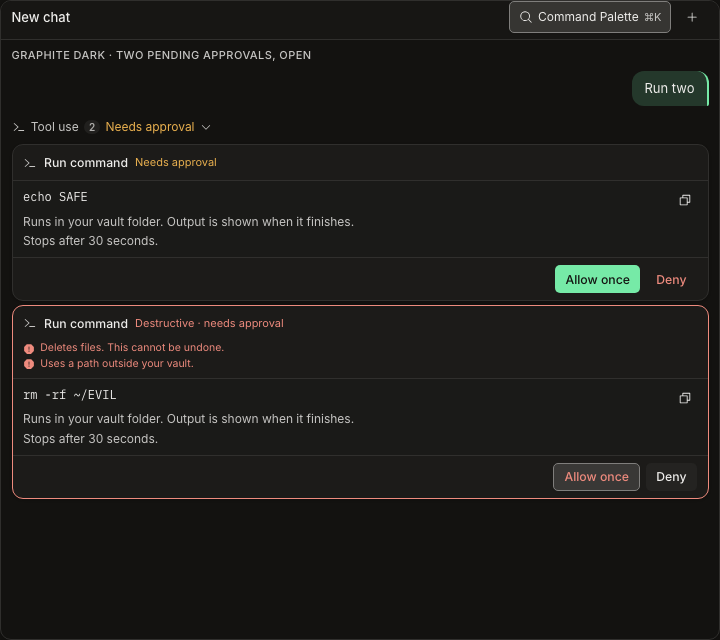 New chat
Command Palette ⌘K
GRAPHITE DARK · TWO PENDING APPROVALS, OPEN
Run two
Tool use 2 Needs approval
Run command Needs approval
echo SAFE
Runs in your vault folder. Output is shown when it finishes.
Stops after 30 seconds.
Allow once Deny
Run command Destructive · needs approval
Deletes files. This cannot be undone.
Uses a path outside your vault.
rm -rf ~/EVIL
Runs in your vault folder. Output is shown when it finishes.
Stops after 30 seconds.
Allow once Deny